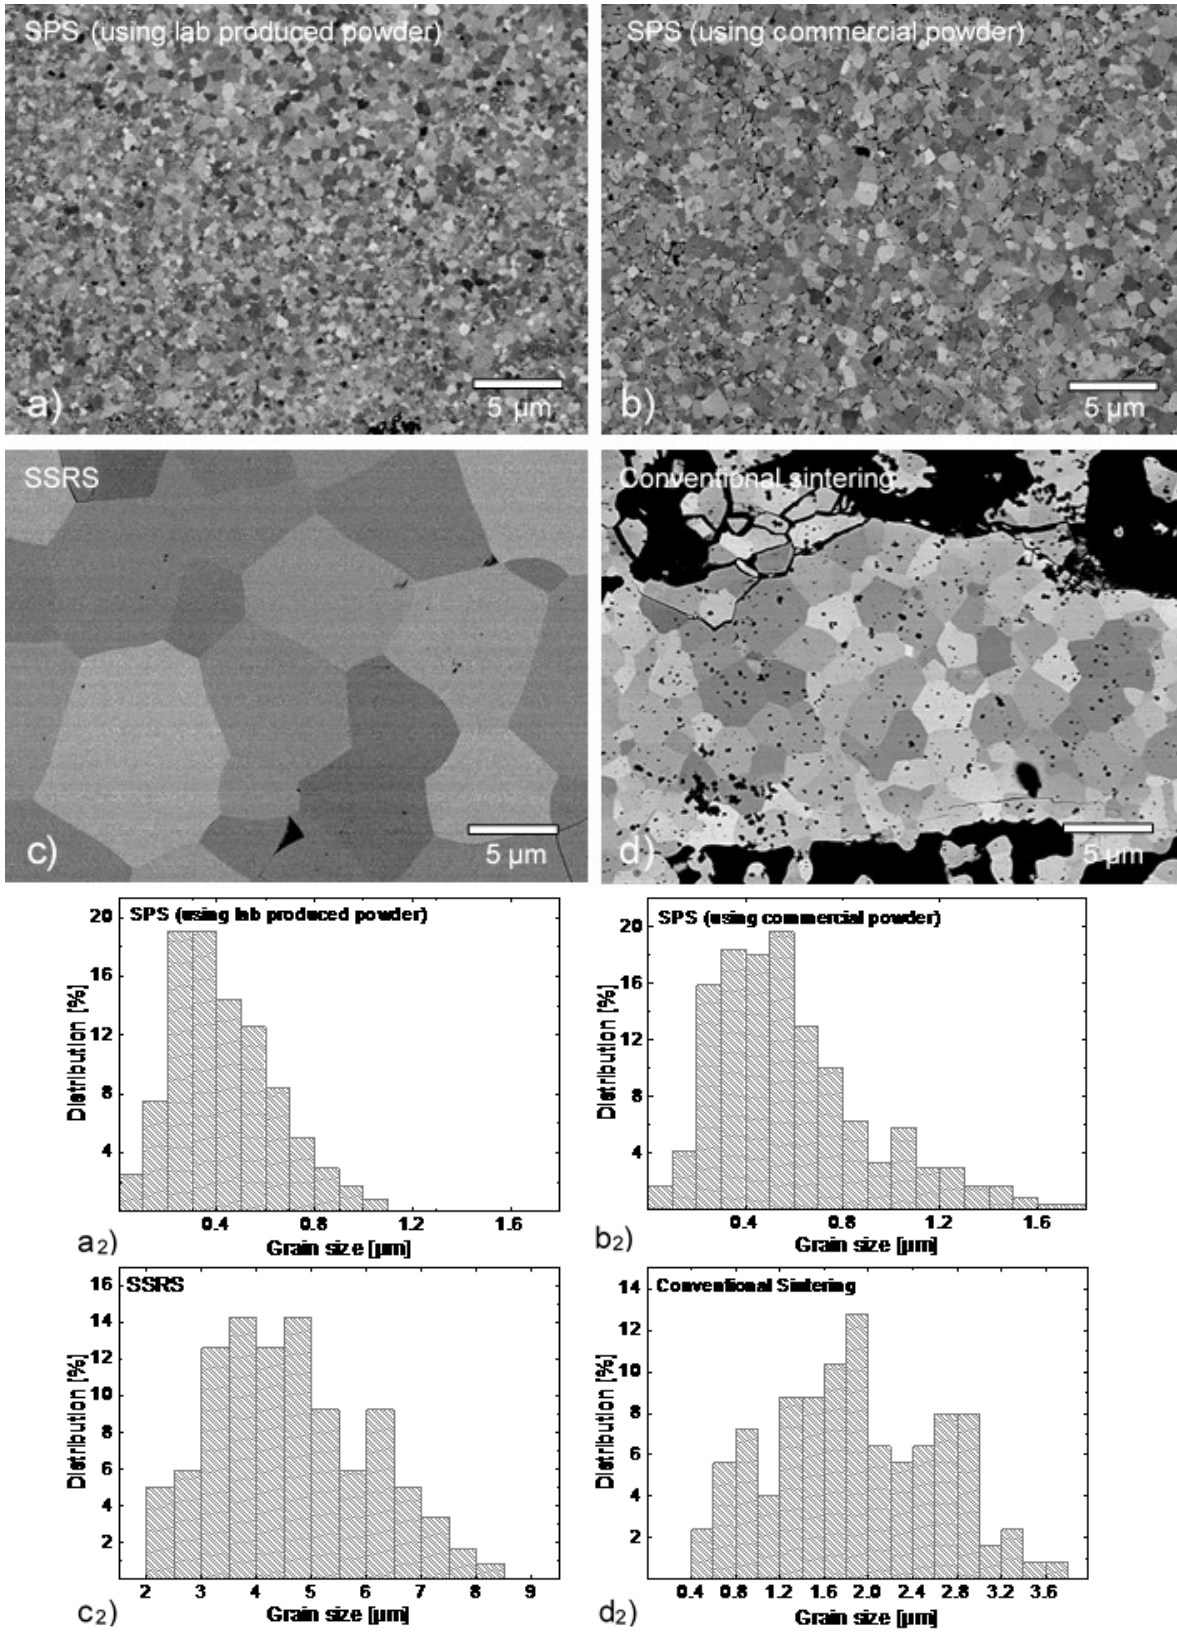 SPS (using lab produced powder)
SPS (using commercial powder)
5 µm
a)
5 µm
b)
SSRS
Conventional sintering
5 µm
c)
5 µm
d)
SPS (using lab produced powder)
20
16
12
8
4
Distribution [%]
0.4 0.8 1.2 1.6
Grain size [µm]
a2)
SPS (using commercial powder)
20
16
12
8
4
Distribution [%]
0.4 0.8 1.2 1.6
Grain size [µm]
b2)
SSRS
16
14
12
10
8
6
4
2
Distribution [%]
2 3 4 5 6 7 8 9
Grain size [µm]
c2)
Conventional Sintering
14
12
10
8
6
4
2
Distribution [%]
0.4 0.8 1.2 1.6 2.0 2.4 2.8 3.2 3.6
Grain size [µm]
d2)